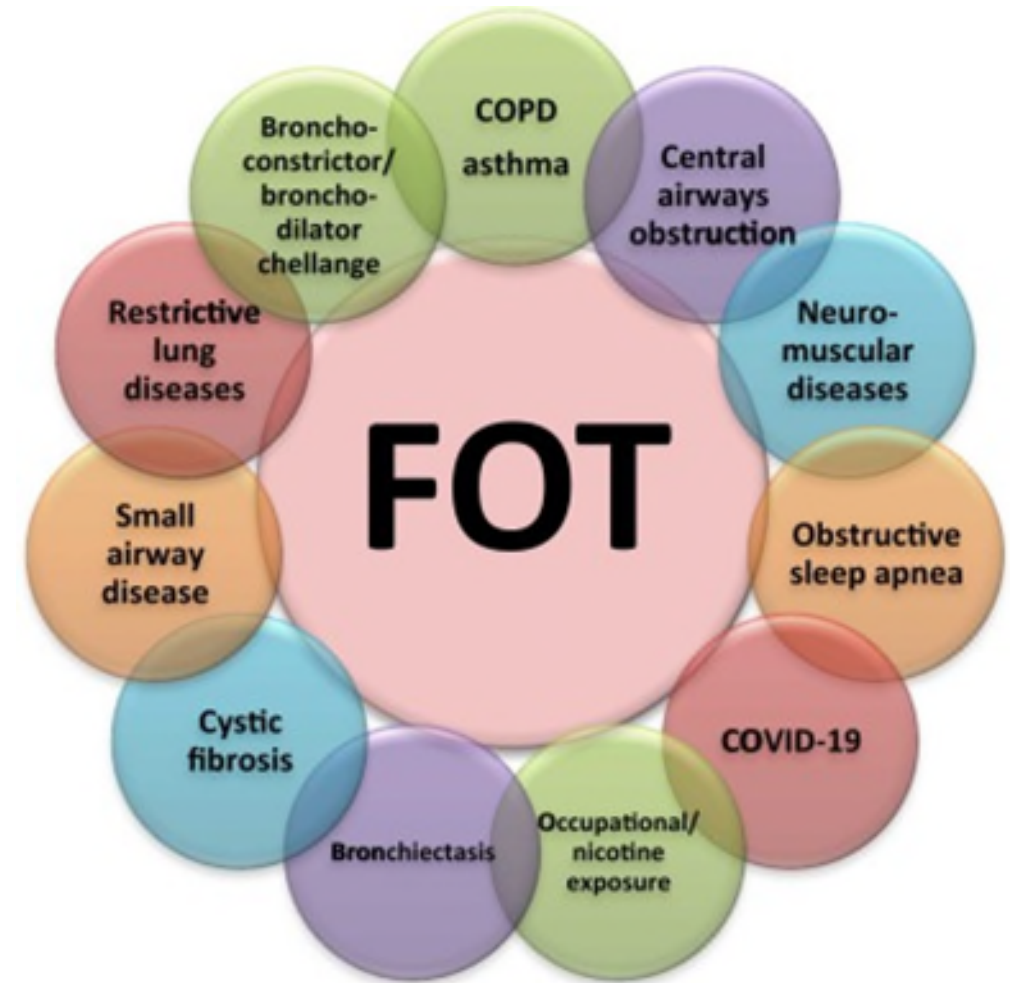 COPD
asthma
Central
airways
obstruction
Neuro-
muscular
diseases
Obstructive
sleep apnea
COVID-19
Occupational/
nicotine
exposure
Bronchiectasis
Cystic
fibrosis
Small
airway
disease
Restrictive
lung
diseases
Broncho-
constrictor/
broncho-
dilator
chellange
FOT